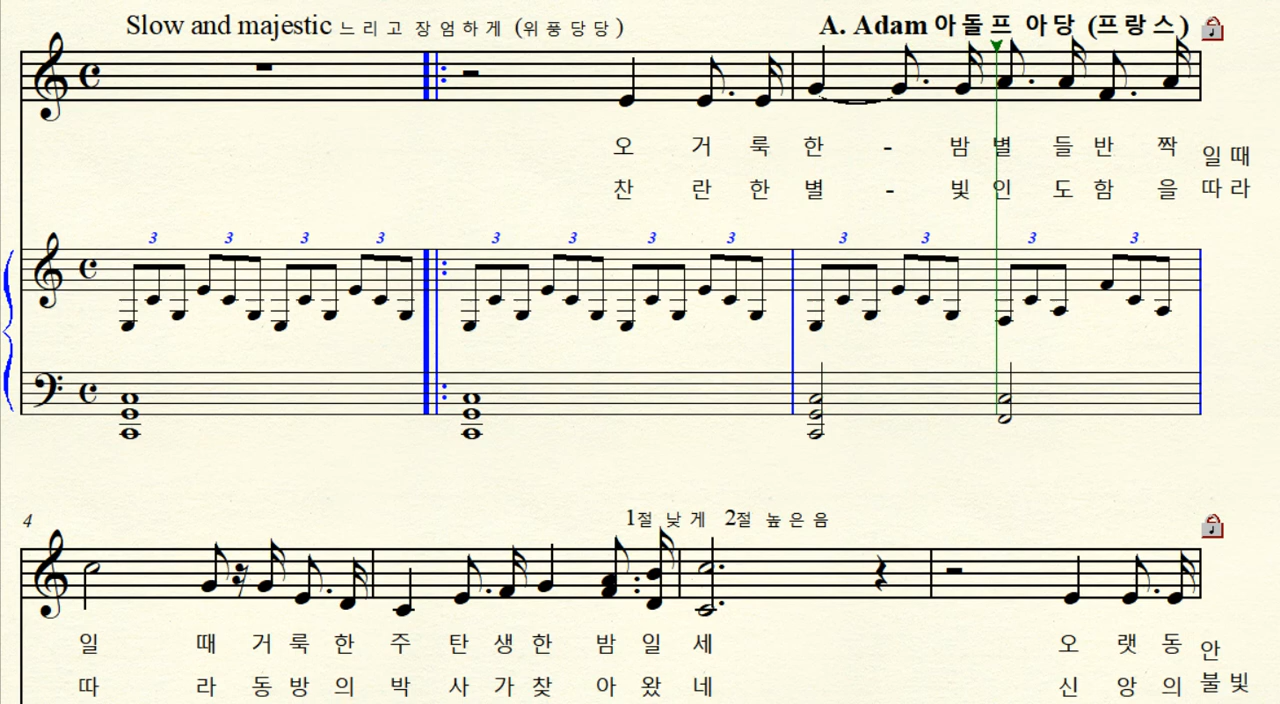 Slow and majestic 느리고 장엄하게 (위풍당당)
A. Adam 아돌프 아당 (프랑스)
오 거 룩 한 - 밤 별 들 반 짝 일 때
찬 란 한 별 - 빛 인 도 함 을 따 라
3 3 3 3 3 3 3 3 3 3 3 3
4
1절 낮게 2절 높은음
일 때 거 룩 한 주 탄 생 한 밤 일 세 오 랫 동 안
따 라 동 방 의 박 사 가 찾 아 왔 네 신 앙 의 불 빛